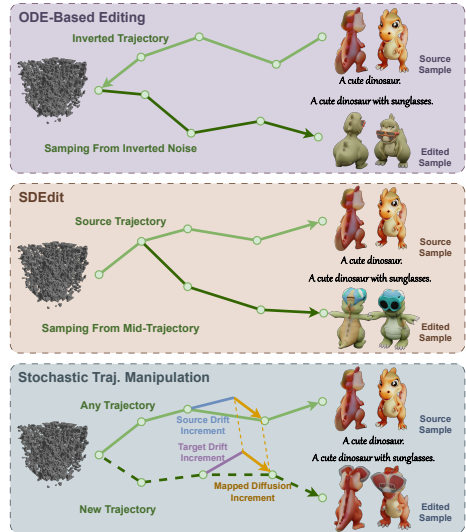 ODE-Based Editing
Inverted Trajectory
Source
Sample
A cute dinosaur.
A cute dinosaur with sunglasses.
Samping From Inverted Noise
Edited
Sample
SDEdit
Source Trajectory
Source
Sample
A cute dinosaur.
A cute dinosaur with sunglasses.
Samping From Mid-Trajectory
Edited
Sample
Stochastic Traj. Manipulation
Any Trajectory
Source Drift
Increment
Source
Sample
A cute dinosaur.
Target Drift
Increment
A cute dinosaur with sunglasses.
Mapped Diffusion
Increment
New Trajectory
Edited
Sample